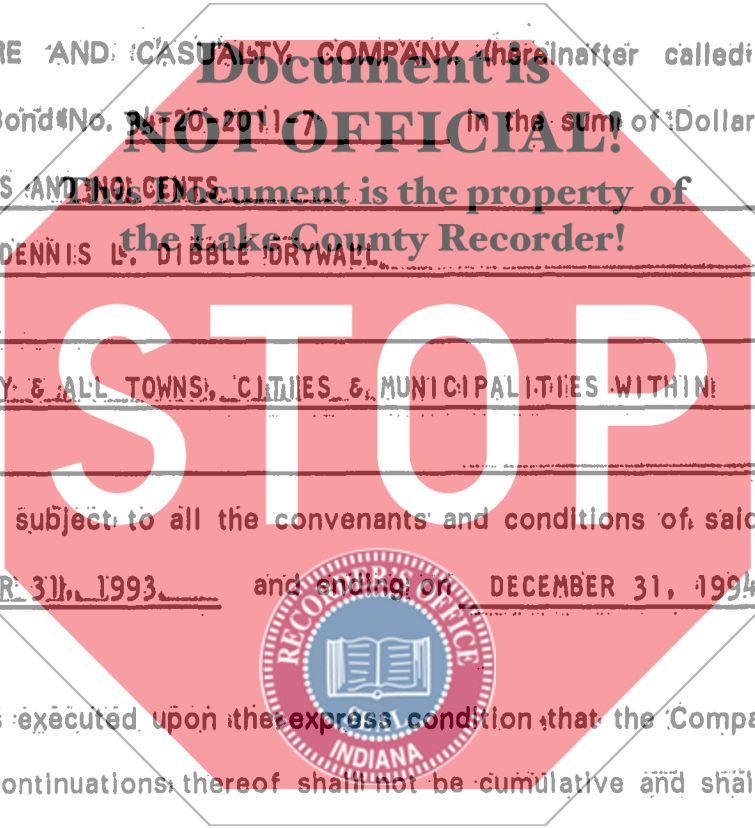 RE AND CASUALTY COMPANY (hereinafter called
Document is
Bond No. 20-2011-7 in the sum of Dollar
NOT OFFICIAL!
S AND NO CENTS
This Document is the property of
the Lake County Recorder!
DENNIS L. DIBBLE DRYWALL
STOP
Y & ALL TOWNS, CITIES & MUNICIPALITIES WITHIN
subject to all the convenants and conditions of said
R 31, 1993 and ending on DECEMBER 31, 1994
RECORDER'S OFFICE
INDIANA
s executed upon the express condition that the Compa
ontinuations thereof shall not be cumulative and shal